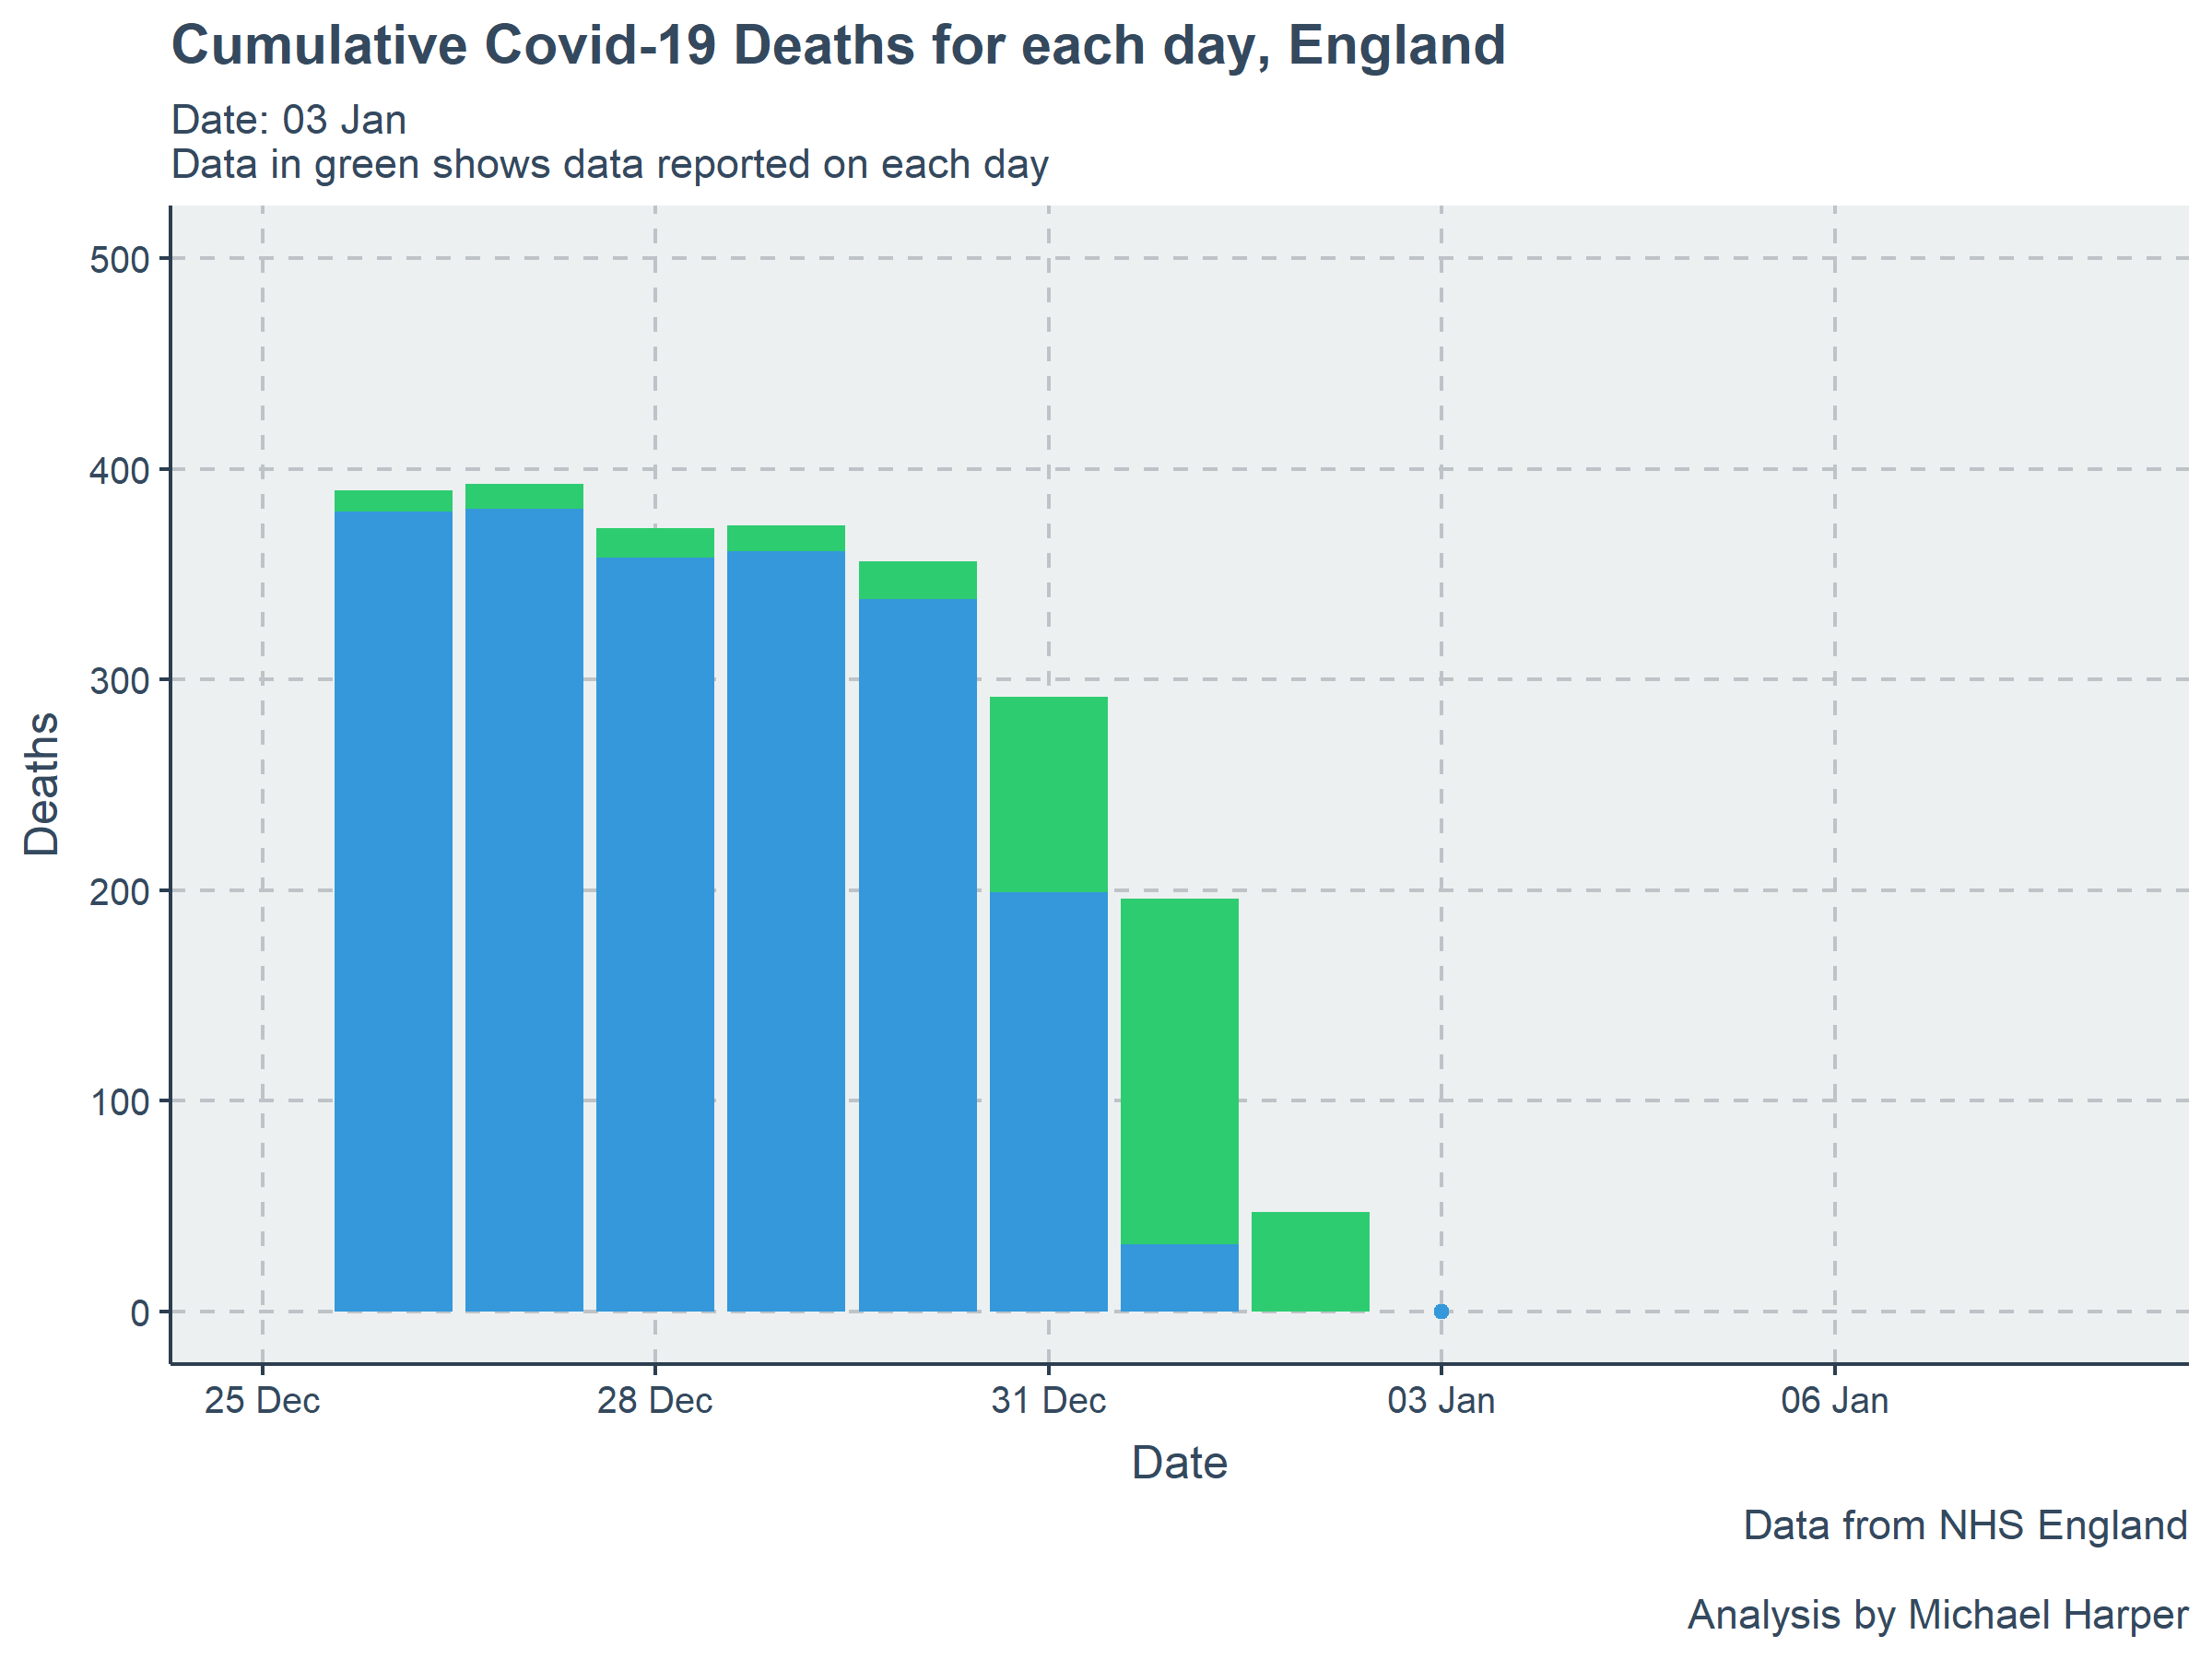 Cumulative Covid-19 Deaths for each day, England
Date: 03 Jan
Data in green shows data reported on each day
500
400
300
200
100
0
Deaths
25 Dec
28 Dec
31 Dec
03 Jan
06 Jan
Date
Data from NHS England
Analysis by Michael Harper